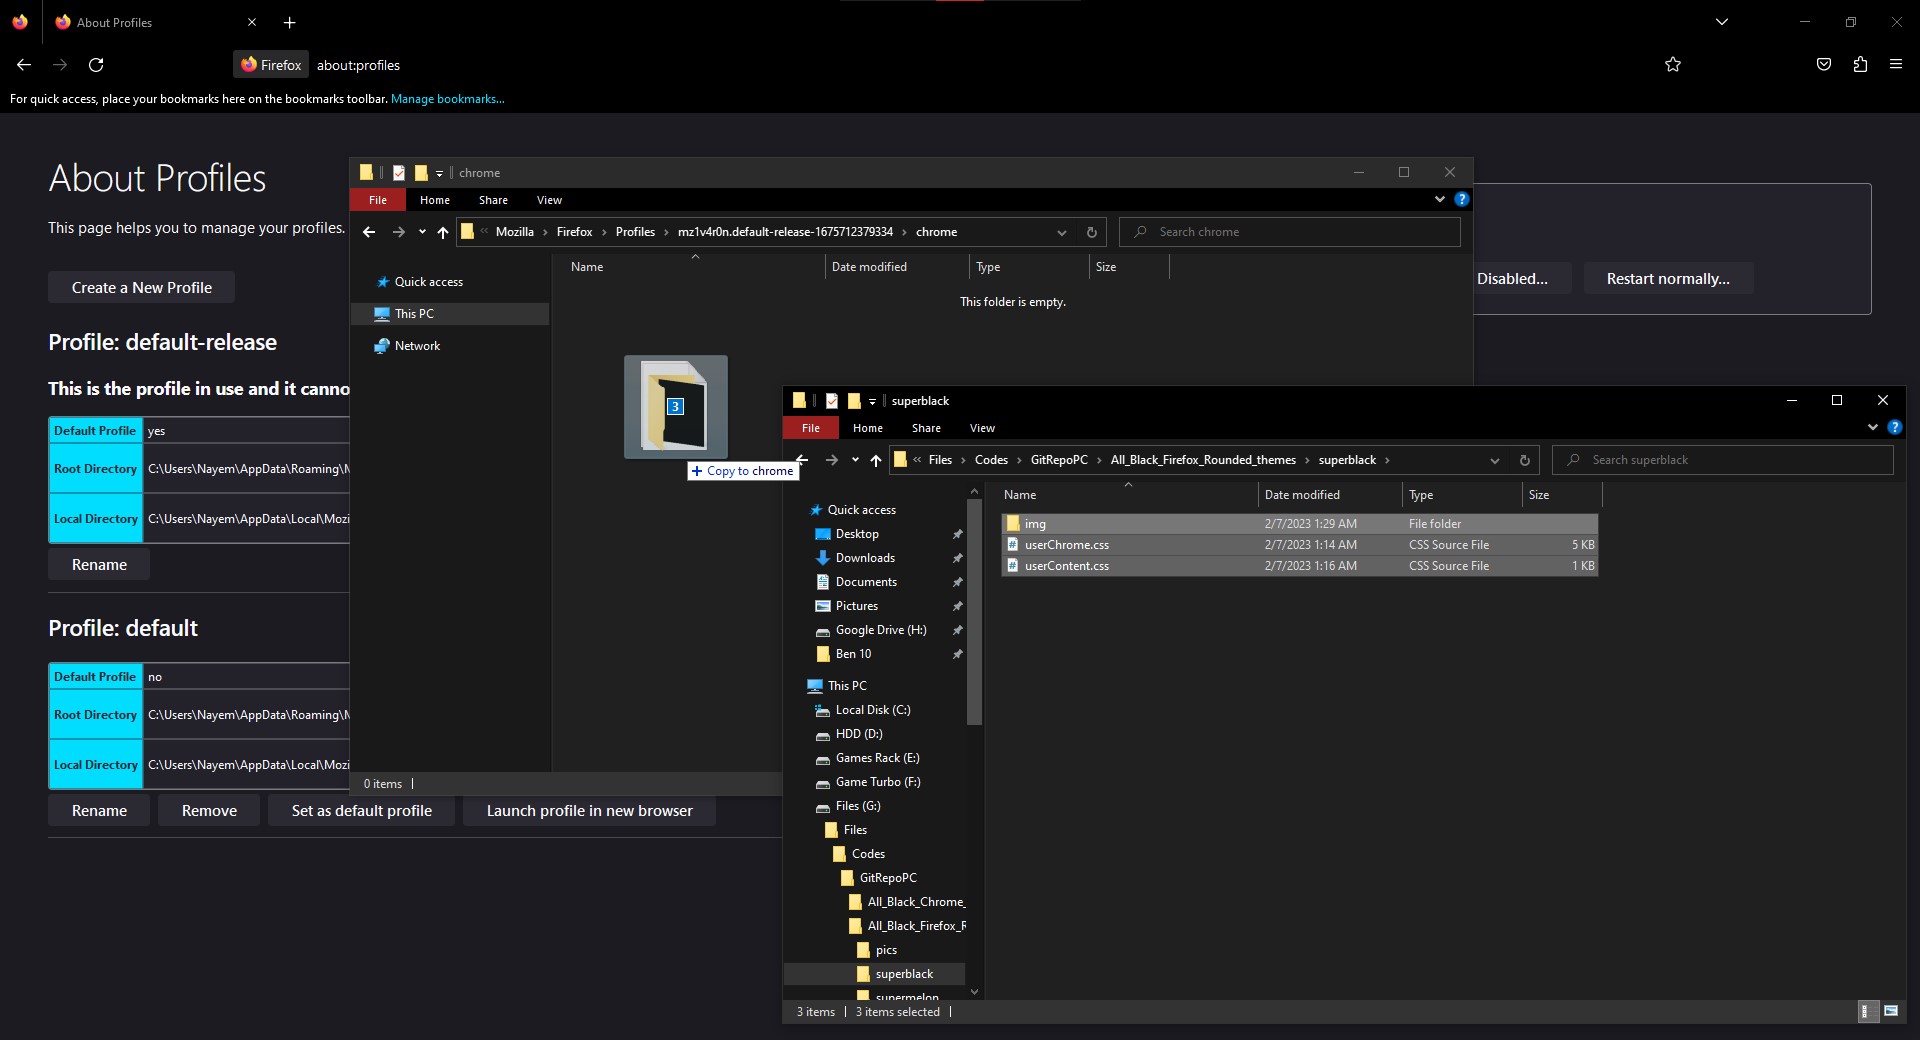 About Profiles
Firefox
about:profiles
For quick access, place your bookmarks here on the bookmarks toolbar. Manage bookmarks...
About Profiles
This page helps you to manage your profiles.
Create a New Profile
Disabled...
Restart normally...
Profile: default-release
This is the profile in use and it canno
Default Profile yes
Root Directory C:\Users\Nayem\AppData\Roaming\M
Local Directory C:\Users\Nayem\AppData\Local\Mozi
Rename
Profile: default
Default Profile no
Root Directory C:\Users\Nayem\AppData\Roaming\M
Local Directory C:\Users\Nayem\AppData\Local\Mozi
Rename
Remove
Set as default profile
Launch profile in new browser
chrome
File Home Share View
Mozilla Firefox Profiles mz1v4r0n.default-release-1675712379334 chrome
Search chrome
Quick access
This PC
Network
Name Date modified Type Size
This folder is empty.
3
+ Copy to chrome
0 items
superblack
File Home Share View
Files Codes GitRepoPC All_Black_Firefox_Rounded_themes superblack
Search superblack
Quick access
Desktop
Downloads
Documents
Pictures
Google Drive (H:)
Ben 10
This PC
Local Disk (C:)
HDD (D:)
Games Rack (E:)
Game Turbo (F:)
Files (G:)
Files
Codes
GitRepoPC
All_Black_Chrome_
All_Black_Firefox_R
pics
superblack
supermelon
Name Date modified Type Size
img 2/7/2023 1:29 AM File folder
userChrome.css 2/7/2023 1:14 AM CSS Source File 5 KB
userContent.css 2/7/2023 1:16 AM CSS Source File 1 KB
3 items 3 items selected